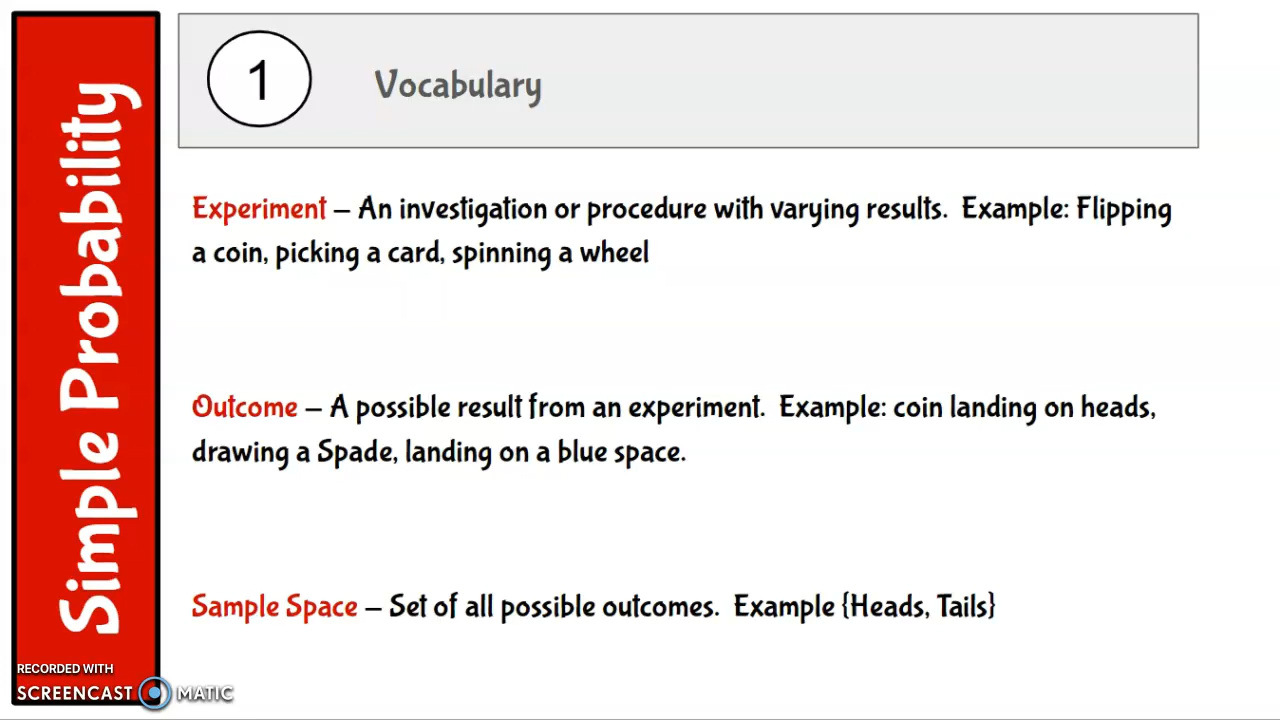 Simple Probability
1
Vocabulary
Experiment – An investigation or procedure with varying results.  Example: Flipping
a coin, picking a card, spinning a wheel
Outcome – A possible result from an experiment.  Example: coin landing on heads,
drawing a Spade, landing on a blue space.
Sample Space – Set of all possible outcomes.  Example {Heads, Tails}
RECORDED WITH
SCREENCAST MATIC